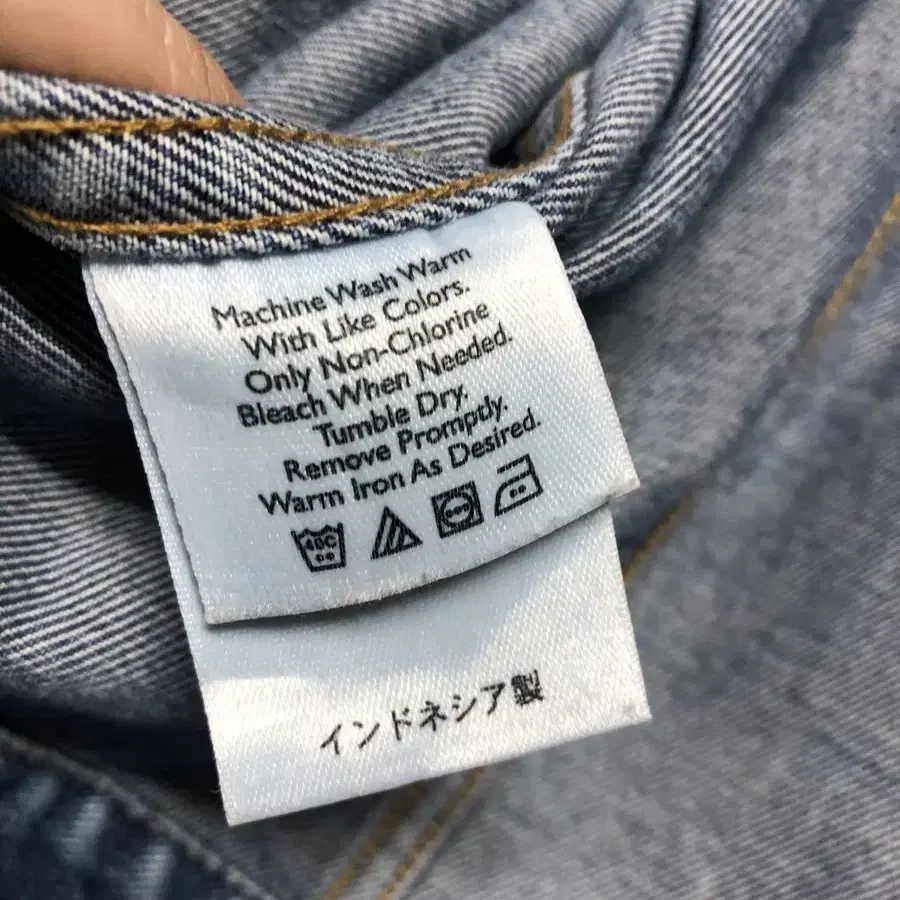 Machine Wash Warm
With Like Colors.
Only Non-Chlorine
Bleach When Needed.
Tumble Dry.
Remove Promptly.
Warm Iron As Desired.
40C
インドネシア製